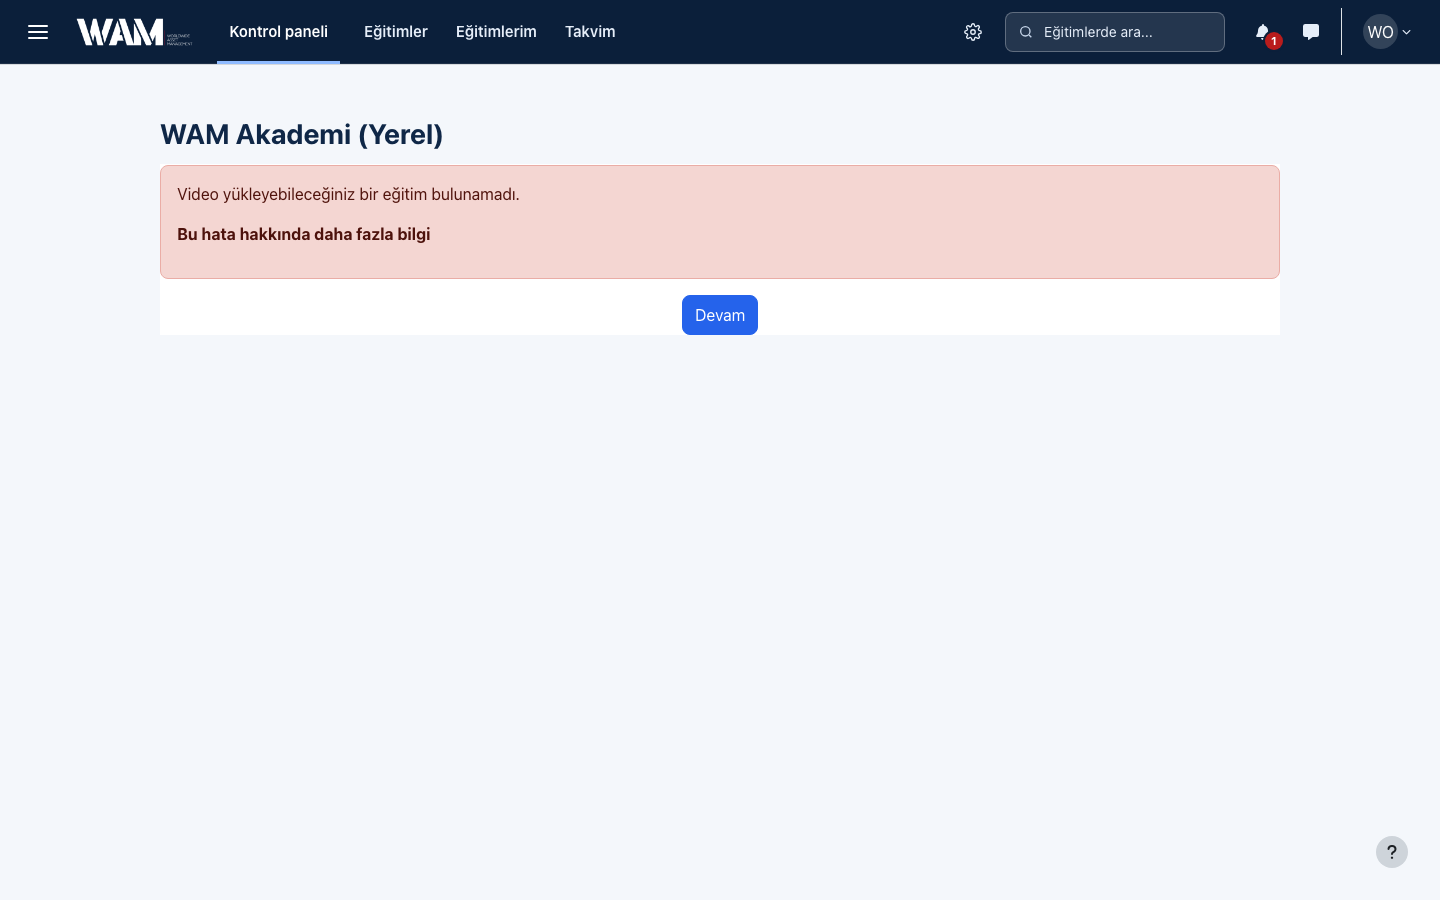 WAM
Kontrol paneli
Eğitimler
Eğitimlerim
Takvim
Eğitimlerde ara...
1
WO
WAM Akademi (Yerel)
Video yükleyebileceğiniz bir eğitim bulunamadı.
Bu hata hakkında daha fazla bilgi
Devam
?